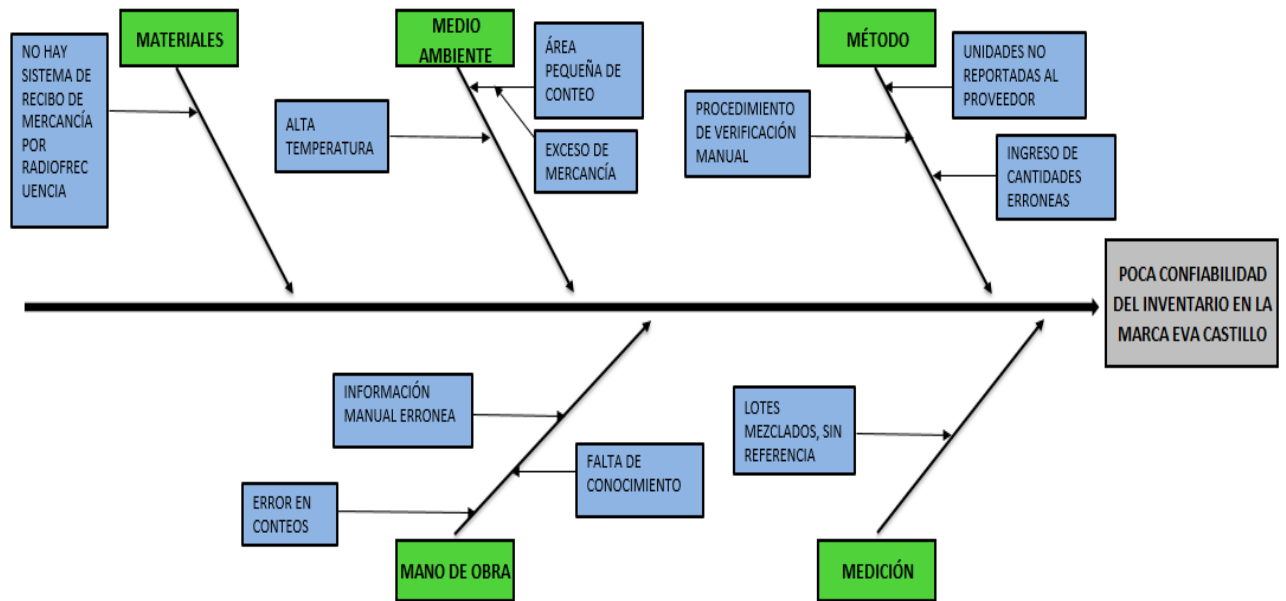 MATERIALES
NO HAY
SISTEMA DE
RECIBO DE
MERCANCÍA
POR
RADIOFREC
UENCIA
MEDIO
AMBIENTE
ÁREA
PEQUEÑA DE
CONTEO
ALTA
TEMPERATURA
EXCESO DE
MERCANCÍA
MÉTODO
UNIDADES NO
REPORTADAS AL
PROVEEDOR
PROCEDIMIENTO
DE VERIFICACIÓN
MANUAL
INGRESO DE
CANTIDADES
ERRONEAS
POCA CONFIABILIDAD
DEL INVENTARIO EN LA
MARCA EVA CASTILLO
INFORMACIÓN
MANUAL ERRONEA
FALTA DE
CONOCIMIENTO
ERROR EN
CONTEOS
MANO DE OBRA
LOTES
MEZCLADOS, SIN
REFERENCIA
MEDICIÓN